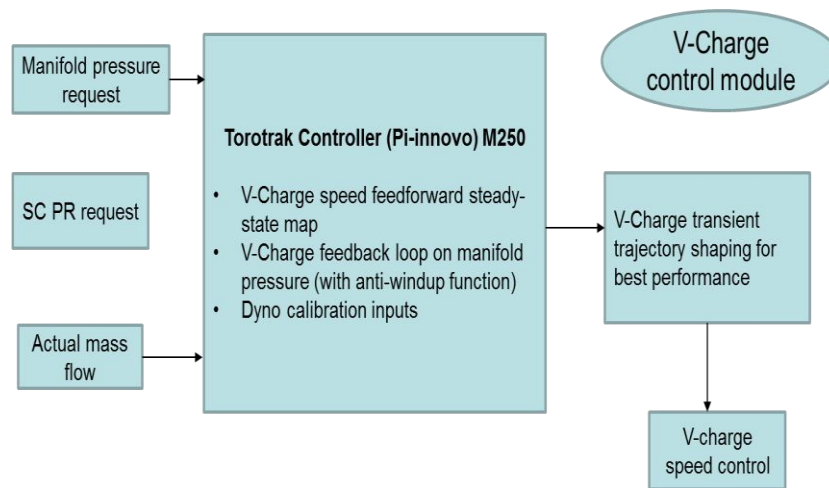 Manifold pressure
request
SC PR request
Actual mass
flow
Torotrak Controller (Pi-innovo) M250
• V-Charge speed feedforward steady-
state map
• V-Charge feedback loop on manifold
pressure (with anti-windup function)
• Dyno calibration inputs
V-Charge
control module
V-Charge transient
trajectory shaping for
best performance
V-charge
speed control